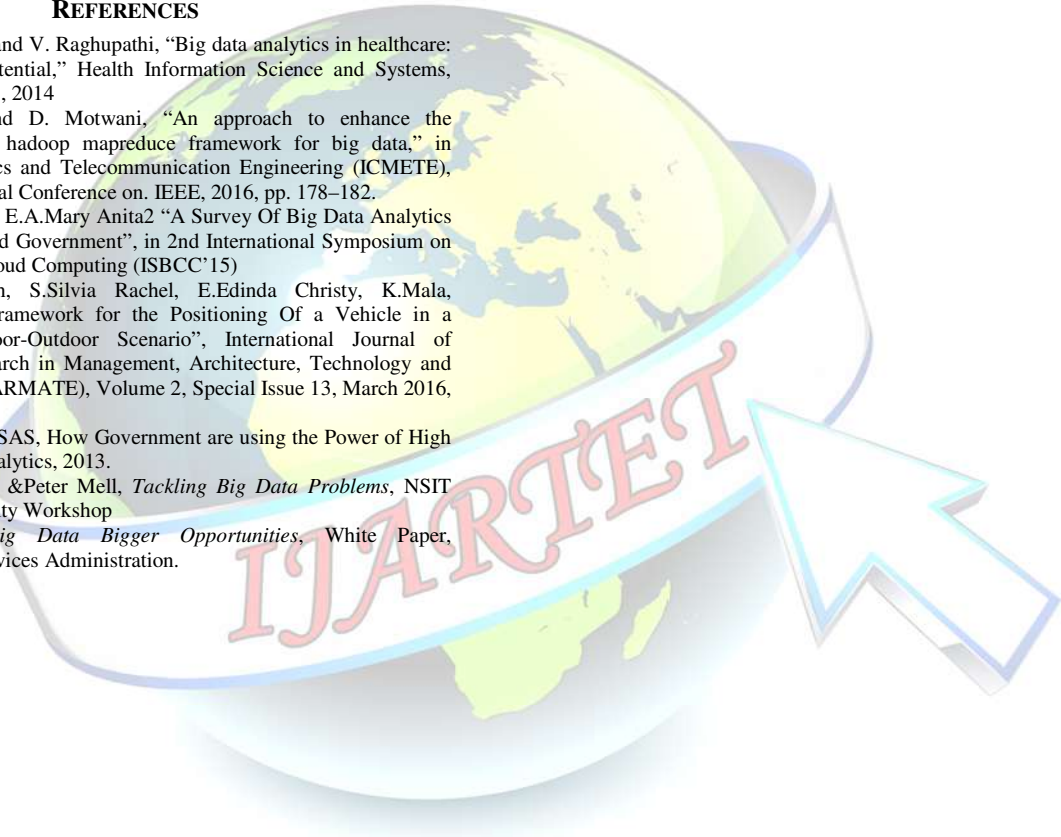 REFERENCES
and V. Raghupathi, “Big data analytics in healthcare:
tential,” Health Information Science and Systems,
, 2014
nd D. Motwani, “An approach to enhance the
hadoop mapreduce framework for big data,” in
cs and Telecommunication Engineering (ICMETE),
al Conference on. IEEE, 2016, pp. 178–182.
E.A.Mary Anita2 “A Survey Of Big Data Analytics
d Government”, in 2nd International Symposium on
oud Computing (ISBCC’15)
n, S.Silvia Rachel, E.Edinda Christy, K.Mala,
ramework for the Positioning Of a Vehicle in a
oor-Outdoor Scenario”, International Journal of
arch in Management, Architecture, Technology and
ARMATE), Volume 2, Special Issue 13, March 2016,
SAS, How Government are using the Power of High
alytics, 2013.
&Peter Mell, Tackling Big Data Problems, NSIT
ty Workshop
ig Data Bigger Opportunities, White Paper,
vices Administration.
IJARTET